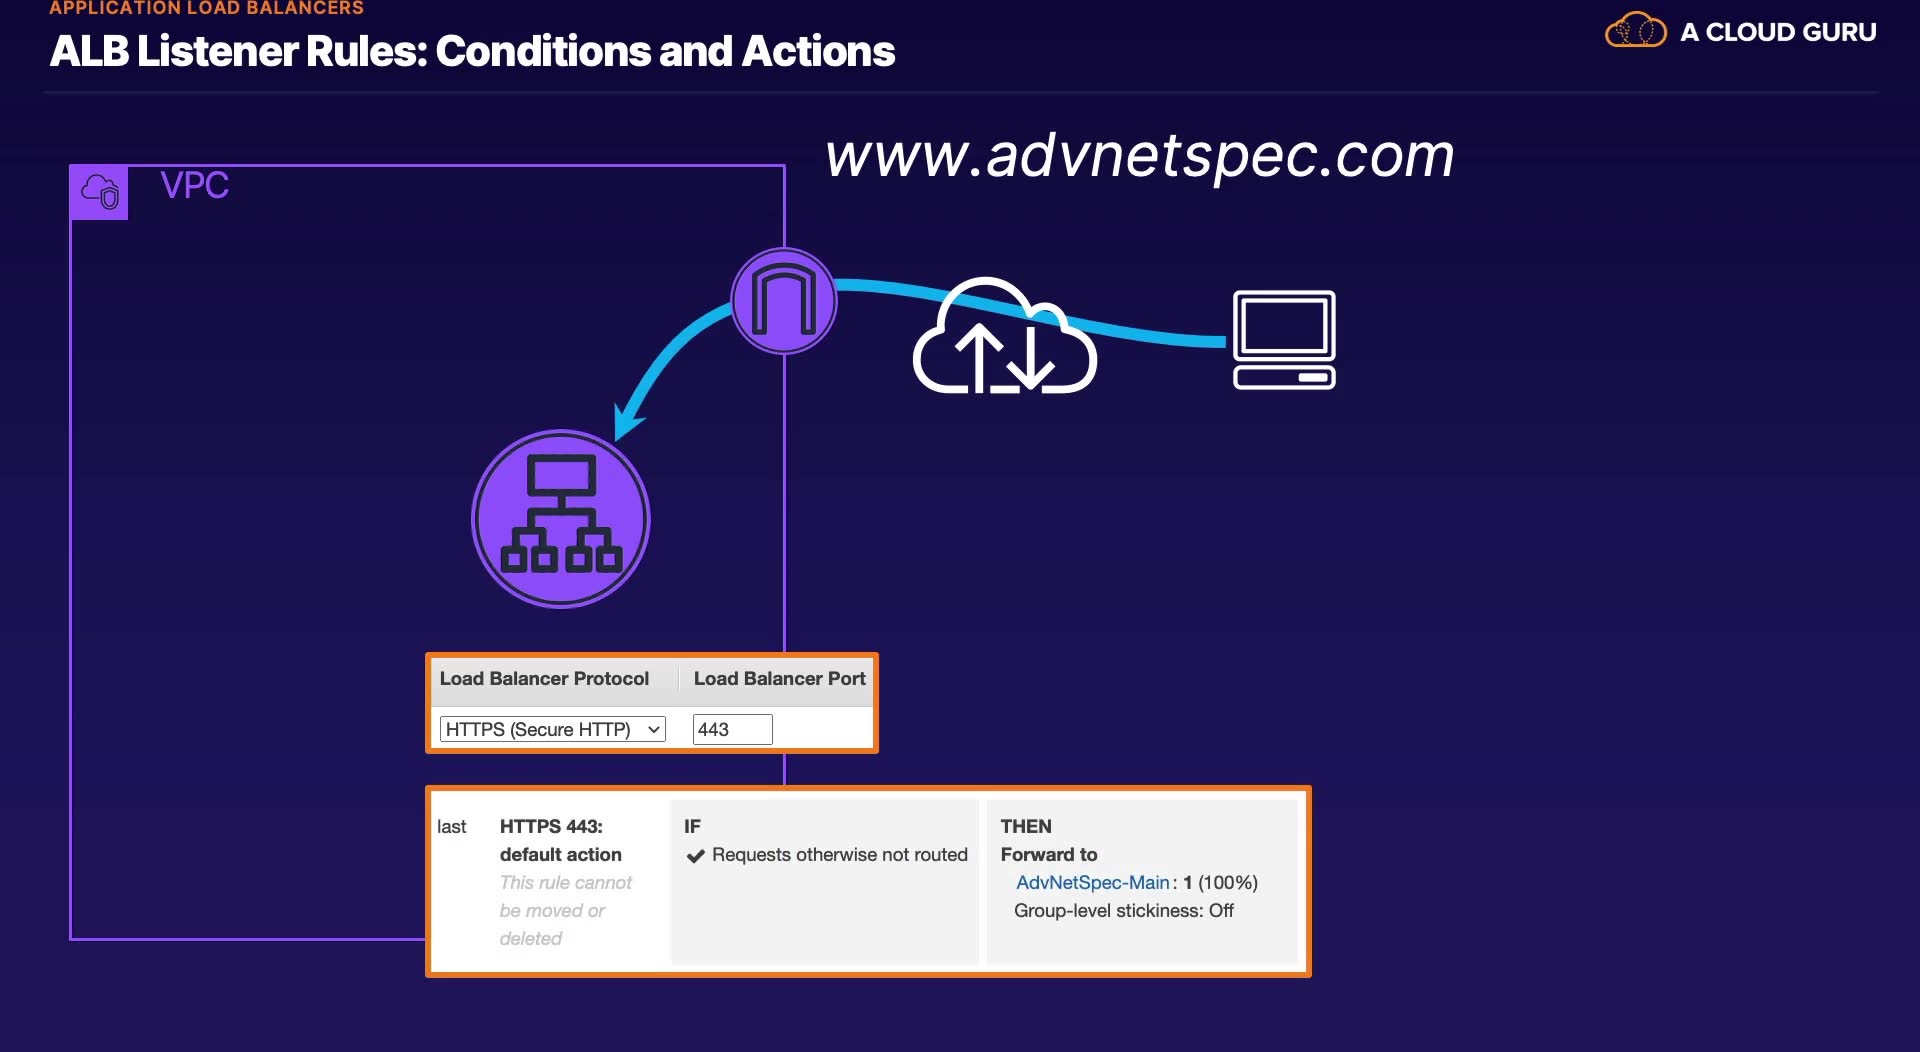 APPLICATION LOAD BALANCERS
ALB Listener Rules: Conditions and Actions
A CLOUD GURU
www.advnetspec.com
VPC
Load Balancer Protocol
Load Balancer Port
HTTPS (Secure HTTP)
443
last
HTTPS 443:
default action
This rule cannot
be moved or
deleted
IF
Requests otherwise not routed
THEN
Forward to
AdvNetSpec-Main: 1 (100%)
Group-level stickiness: Off